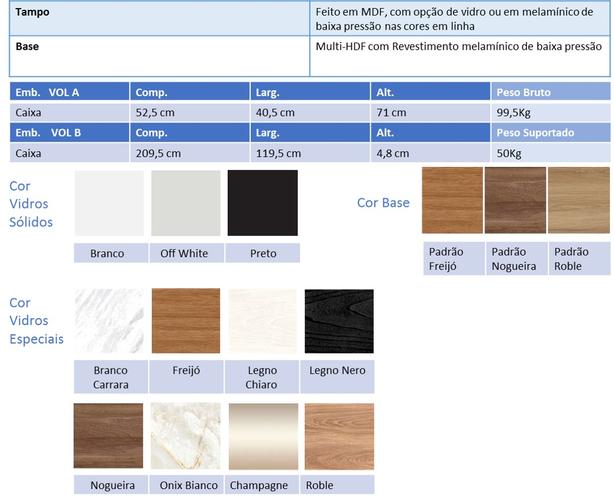 Tampo
Feito em MDF, com opção de vidro ou em melamínico de
baixa pressão nas cores em linha
Base
Multi-HDF com Revestimento melamínico de baixa pressão
Emb. VOL A Comp. Larg. Alt. Peso Bruto
Caixa 52,5 cm 40,5 cm 71 cm 99,5Kg
Emb. VOL B Comp. Larg. Alt. Peso Suportado
Caixa 209,5 cm 119,5 cm 4,8 cm 50Kg
Cor
Vidros
Sólidos
Branco Off White Preto
Cor Base
Padrão
Freijó
Padrão
Nogueira
Padrão
Roble
Cor
Vidros
Especiais
Branco
Carrara
Freijó
Legno
Chiaro
Legno Nero
Nogueira Onix Bianco Champagne Roble